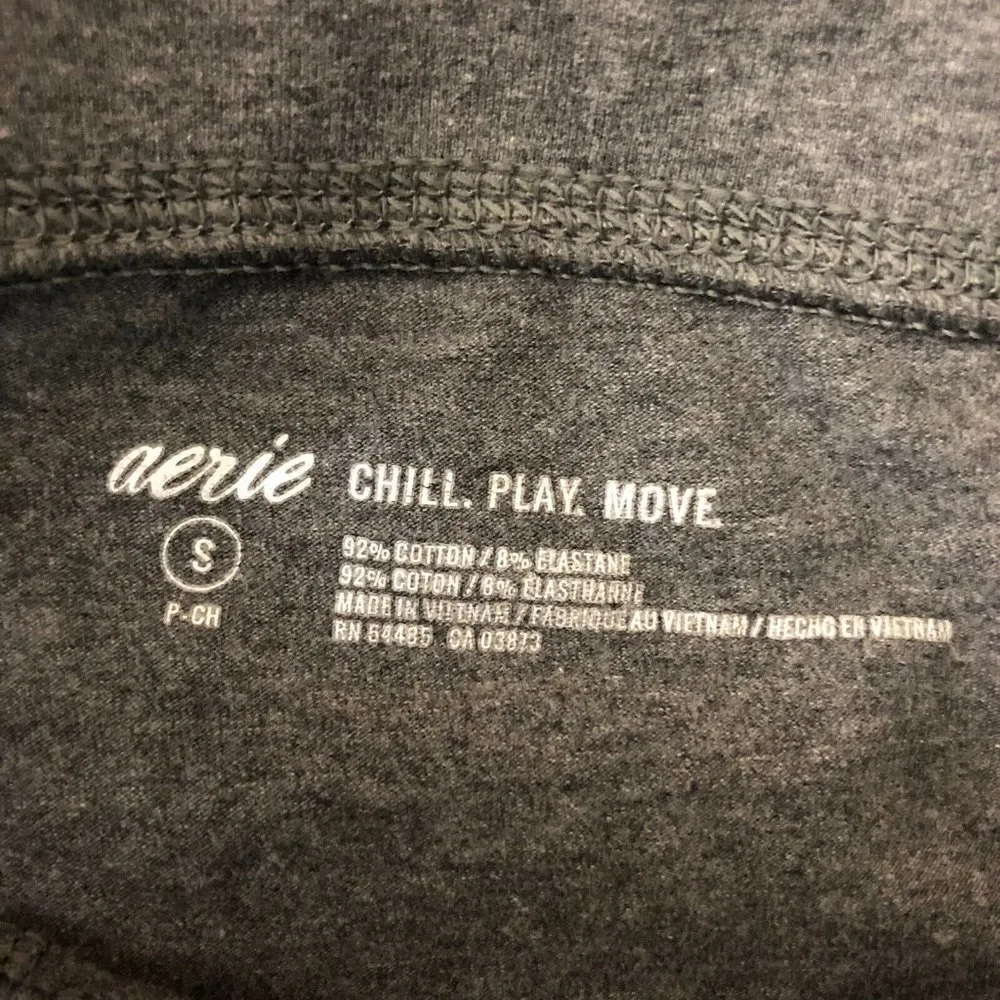 aerie CHILL. PLAY. MOVE.
S
P-CH
92% COTTON / 8% ELASTANE
92% COTON / 8% ELASTHANNE
MADE IN VIETNAM / FABRIQUE AU VIETNAM / HECHO EN VIETNAM
RN 54485 CA 03873